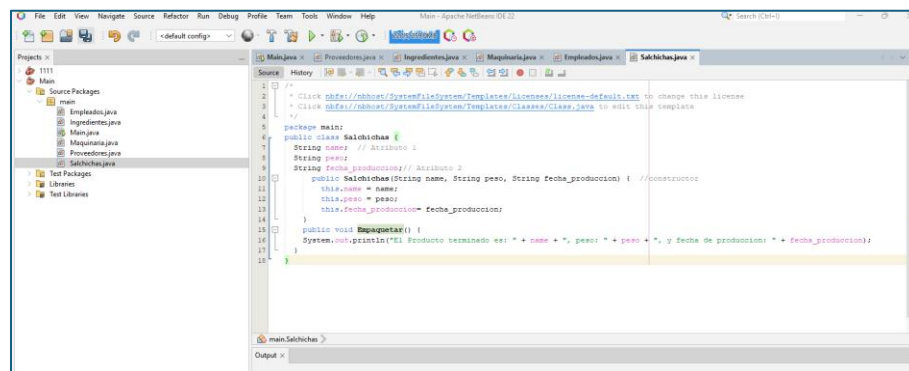 File Edit View Navigate Source Refactor Run Debug Profile Team Tools Window Help
Main - Apache NetBeans IDE 22
Search (Ctrl+I)
<default config>
Projects
Main.java Proveedores.java Ingredientes.java Maquinaria.java Empleados.java Salchichas.java
1111
Main
Source Packages
main
Empleados.java
Ingredientes.java
Main.java
Maquinaria.java
Proveedores.java
Salchichas.java
Test Packages
Libraries
Test Libraries
Source History
1 /*
2 * Click nbfs://nbhost/SystemFileSystem/Templates/Licenses/license-default.txt to change this license
3 * Click nbfs://nbhost/SystemFileSystem/Templates/Classes/Class.java to edit this template
4 */
5 package main;
6 public class Salchichas {
7 String name; // Atributo 1
8 String peso;
9 String fecha_produccion;// Atributo 2
10 public Salchichas(String name, String peso, String fecha_produccion) { //constructor
11 this.name = name;
12 this.peso = peso;
13 this.fecha_produccion= fecha_produccion;
14 }
15 public void Empaquetar() {
16 System.out.println("El Producto terminado es: " + name + ", peso: " + peso + ", y fecha de produccion: " + fecha_produccion);
17 }
18 }
main.Salchichas
Output